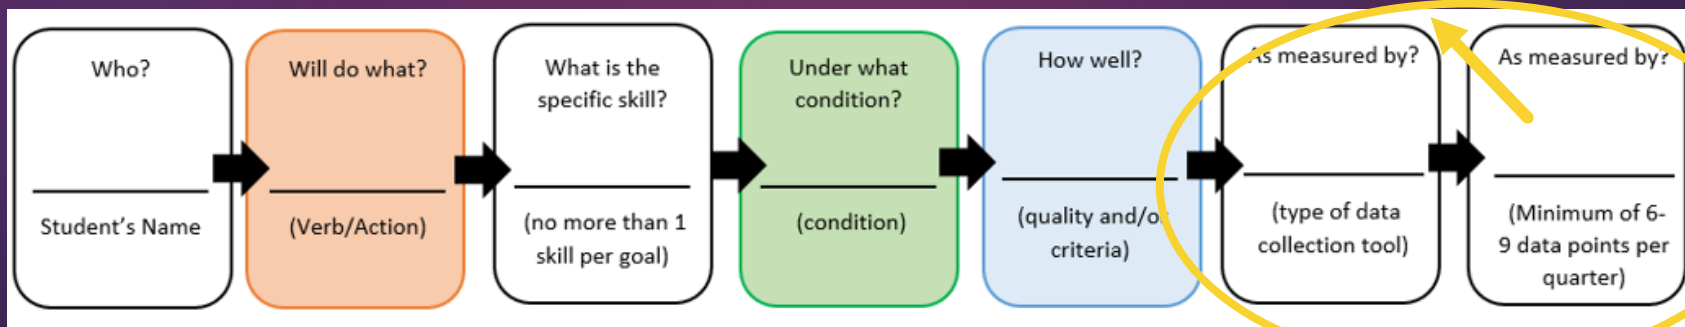 Who?
Student's Name
Will do what?
(Verb/Action)
What is the
specific skill?
(no more than 1
skill per goal)
Under what
condition?
(condition)
How well?
(quality and/or
criteria)
As measured by?
(type of data
collection tool)
As measured by?
(Minimum of 6-
9 data points per
quarter)